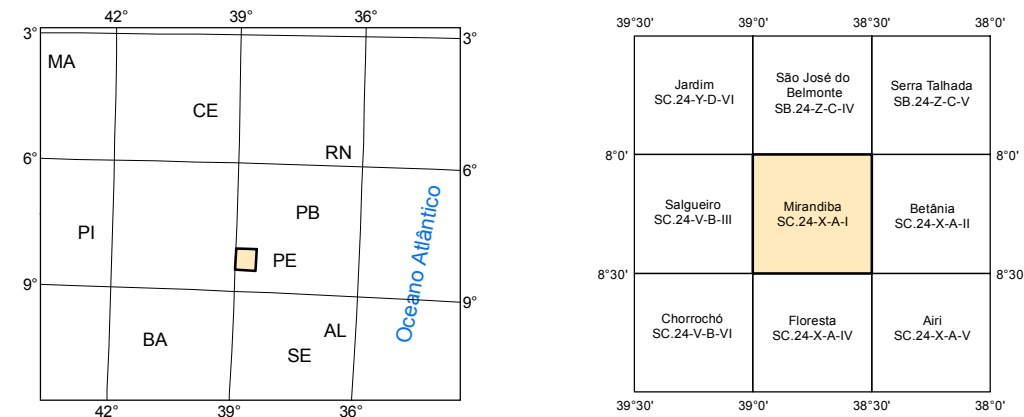 42°
39°
36°
3°
3°
MA
CE
RN
6°
6°
PB
PI
PE
Oceano Atlântico
9°
9°
BA
AL
SE
42°
39°
36°
39°30'
39°0'
38°30'
38°0'
Jardim
SC.24-Y-D-VI
São José do
Belmonte
SB.24-Z-C-IV
Serra Talhada
SB.24-Z-C-V
8°0'
8°0'
Salgueiro
SC.24-V-B-III
Mirandiba
SC.24-X-A-I
Betânia
SC.24-X-A-II
8°30'
8°30'
Chorrochó
SC.24-V-B-VI
Floresta
SC.24-X-A-IV
Airi
SC.24-X-A-V
39°30'
39°0'
38°30'
38°0'